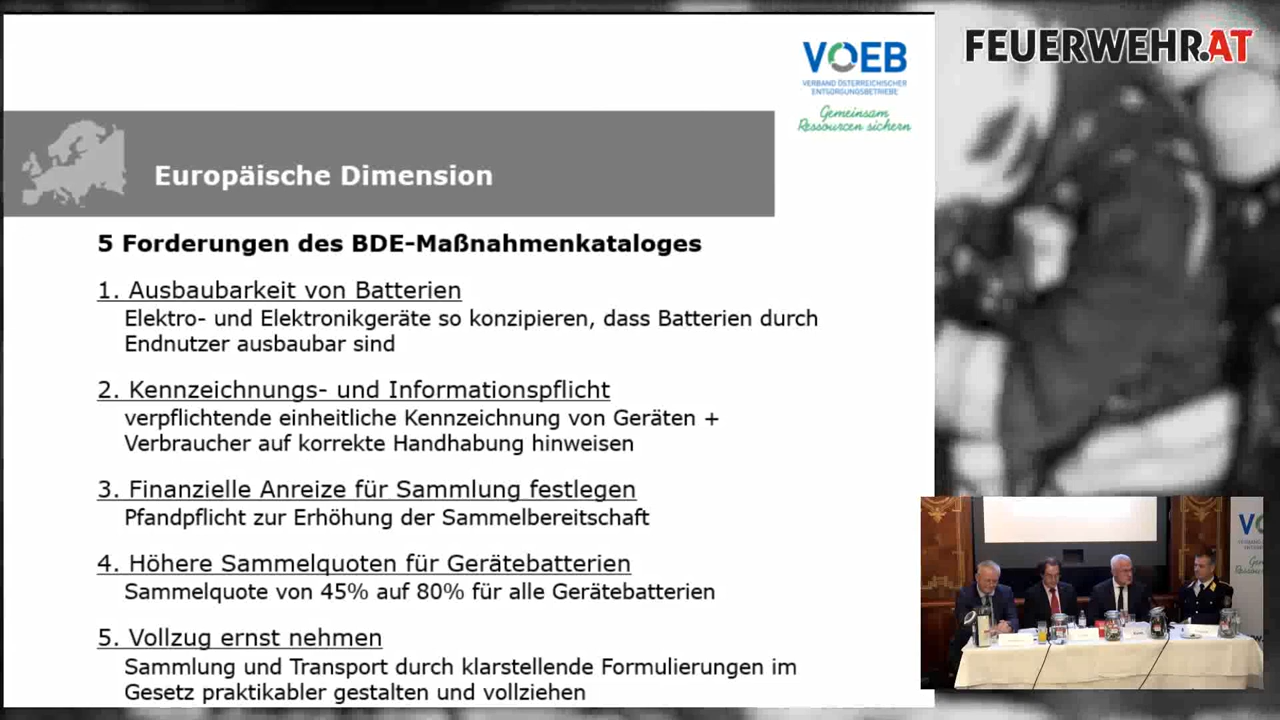 VOEB
VERBAND ÖSTERREICHISCHER
ENTSORGUNGSBETRIEBE
Gemeinsam
Ressourcen sichern
FEUERWEHR.AT
Europäische Dimension
5 Forderungen des BDE-Maßnahmenkataloges
1. Ausbaubarkeit von Batterien
Elektro- und Elektronikgeräte so konzipieren, dass Batterien durch
Endnutzer ausbaubar sind
2. Kennzeichnungs- und Informationspflicht
verpflichtende einheitliche Kennzeichnung von Geräten +
Verbraucher auf korrekte Handhabung hinweisen
3. Finanzielle Anreize für Sammlung festlegen
Pfandpflicht zur Erhöhung der Sammelbereitschaft
4. Höhere Sammelquoten für Gerätebatterien
Sammelquote von 45% auf 80% für alle Gerätebatterien
5. Vollzug ernst nehmen
Sammlung und Transport durch klarstellende Formulierungen im
Gesetz praktikabler gestalten und vollziehen